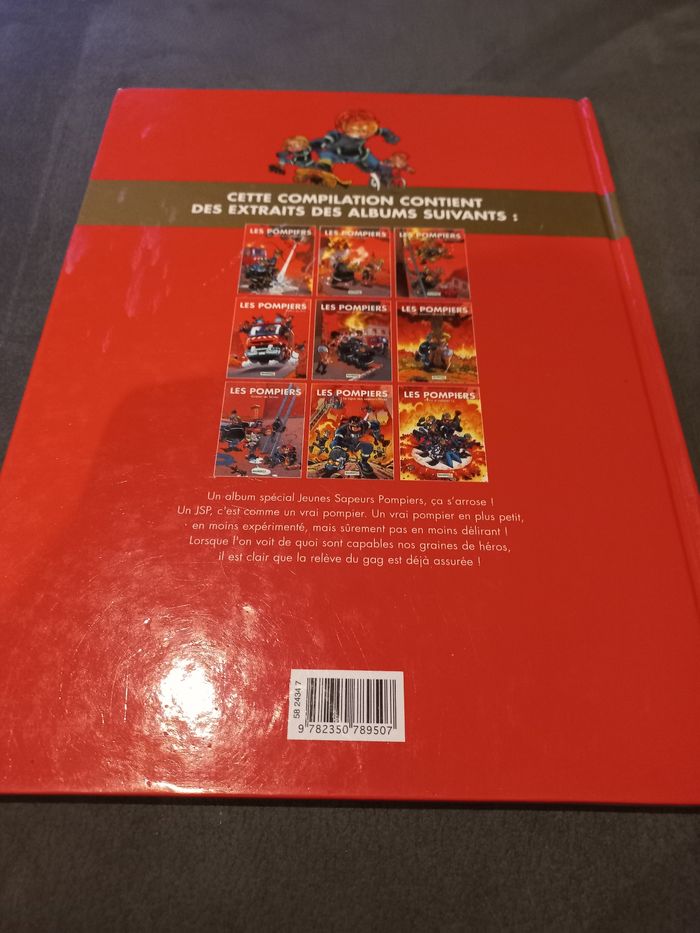 CETTE COMPILATION CONTIENT
DES EXTRAITS DES ALBUMS SUIVANTS :
LES POMPIERS
LES POMPIERS
LES POMPIERS
LES POMPIERS
LES POMPIERS
LES POMPIERS
LES POMPIERS
LES POMPIERS
LES POMPIERS
Un album spécial Jeunes Sapeurs Pompiers, ça s'arrose !
Un JSP, c'est comme un vrai pompier. Un vrai pompier en plus petit,
en moins expérimenté, mais sûrement pas en moins délirant !
Lorsque l'on voit de quoi sont capables nos graines de héros,
il est clair que la relève du gag est déjà assurée !
58 2434 7
9 782350 789507